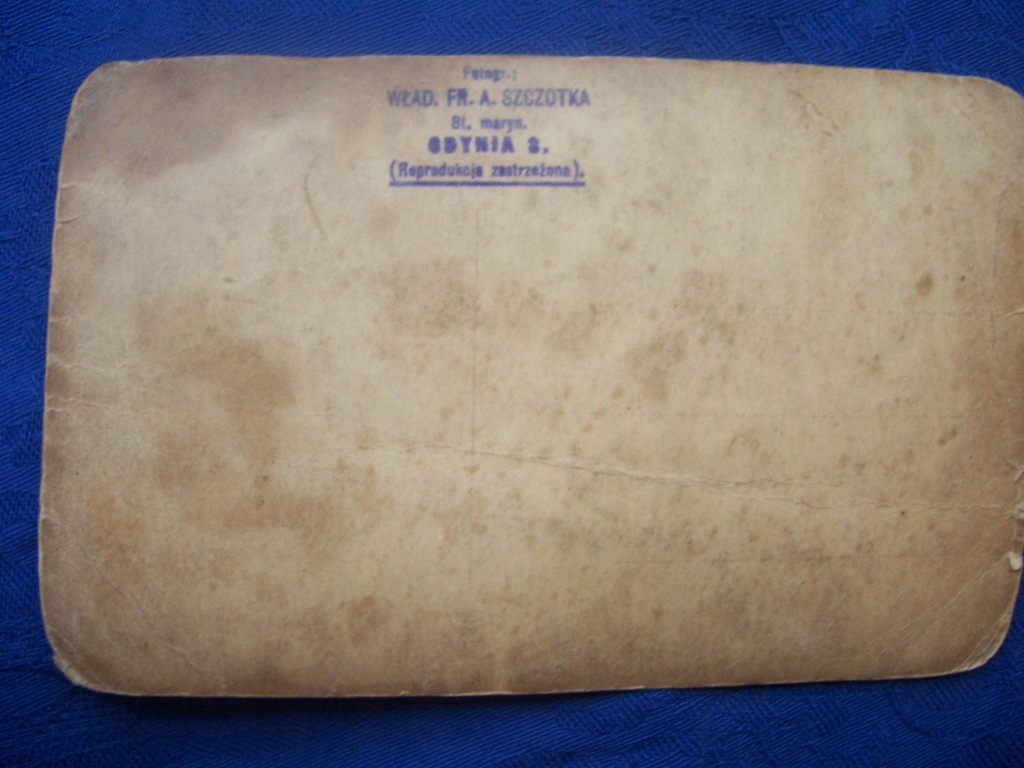 Fotogr.:
WŁAD. FR. A. SZCZOTKA
St. maryn.
GDYNIA 3.
(Reprodukcja zastrzeżona).